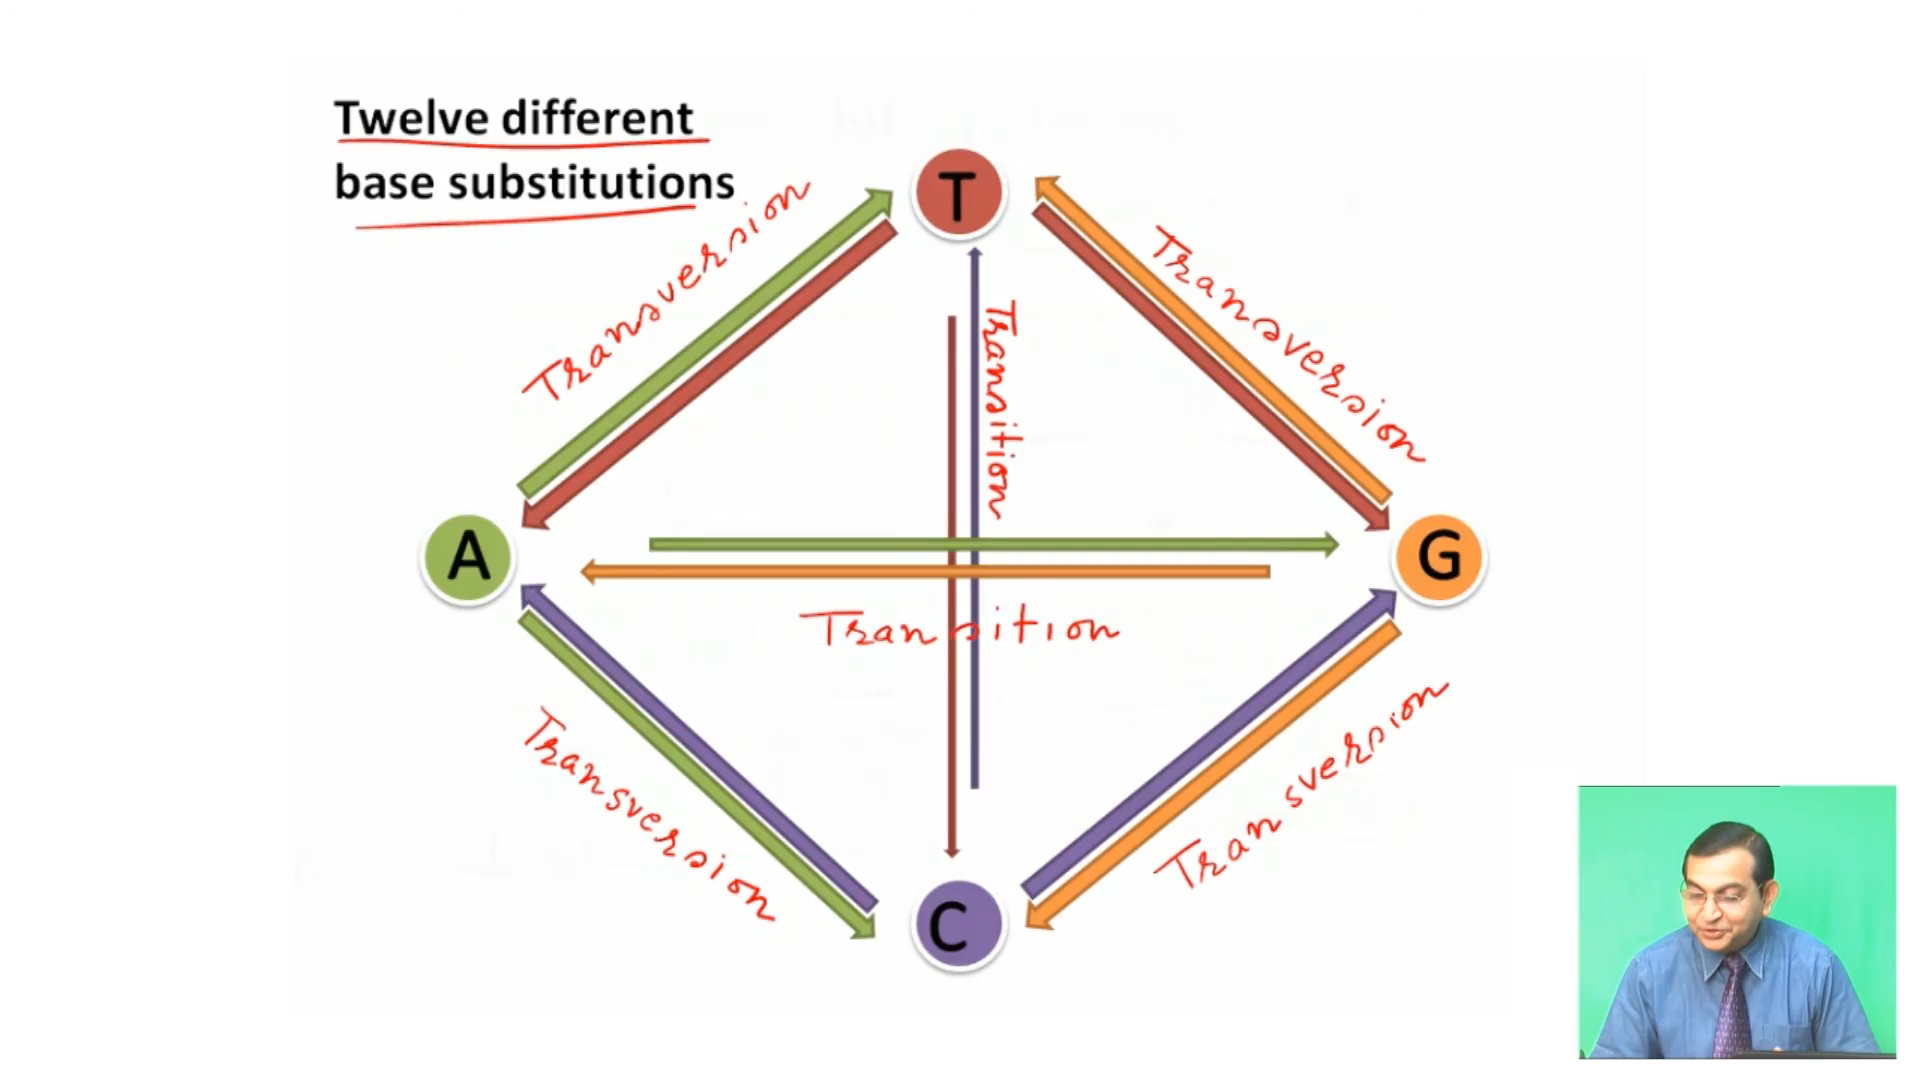 Twelve different
base substitutions
Transversion
T
Transversion
Transition
A
G
Transition
Transversion
C
Transversion